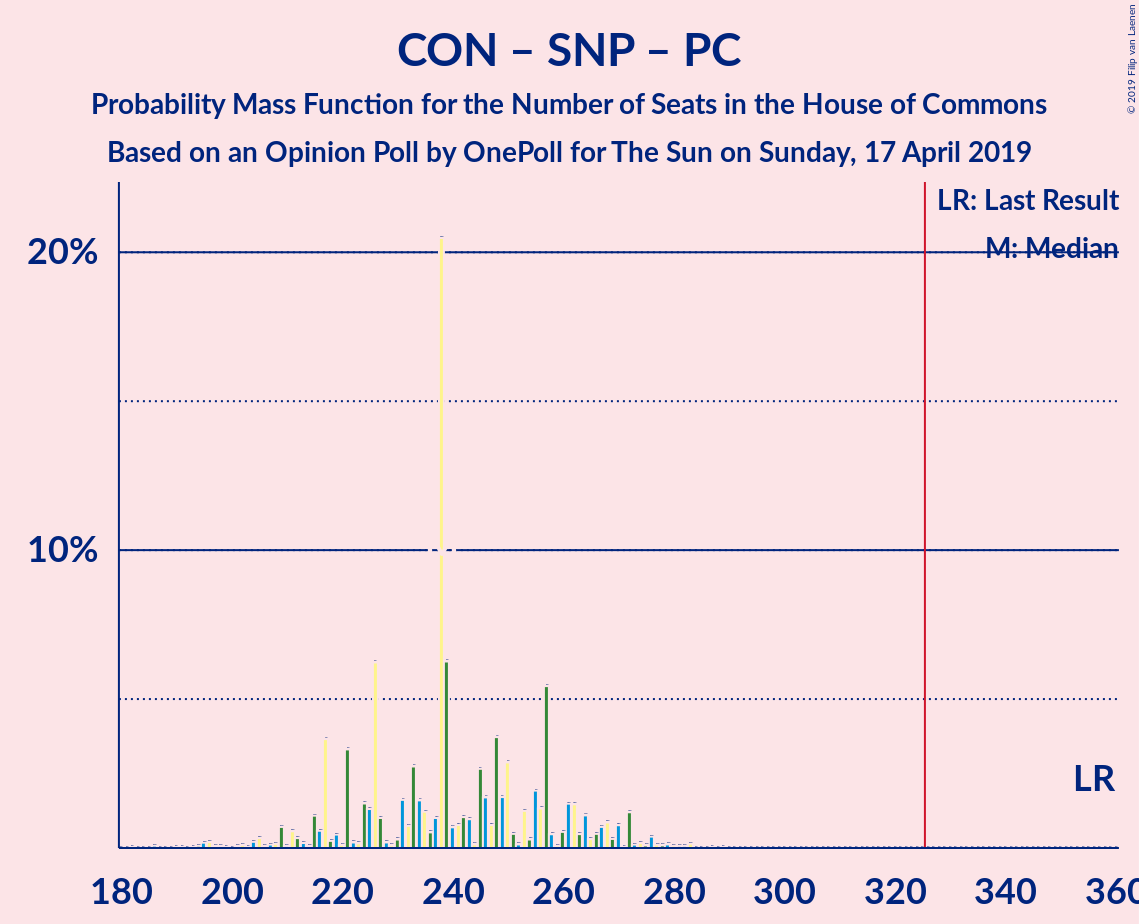 CON – SNP – PC
Probability Mass Function for the Number of Seats in the House of Commons
Based on an Opinion Poll by OnePoll for The Sun on Sunday, 17 April 2019
© 2019 Filip van Laenen
LR: Last Result
M: Median
20%
10%
LR
180 200 220 240 260 280 300 320 340 360